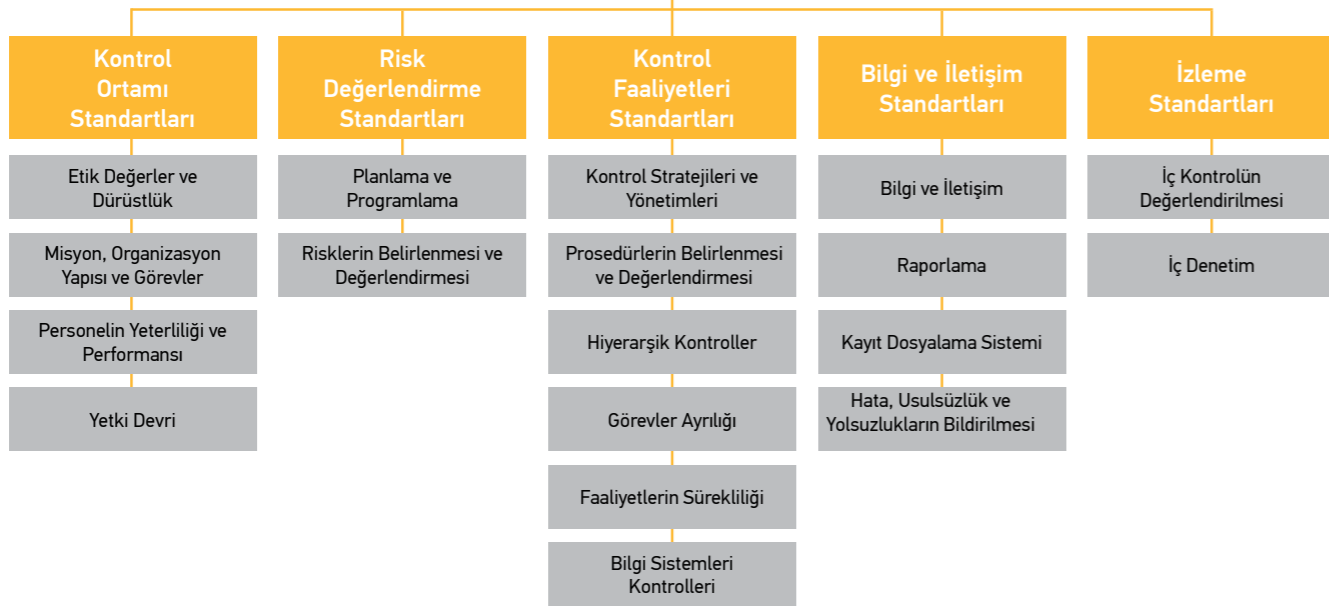 Kontrol
Ortamı
Standartları
Etik Değerler ve
Dürüstlük
Misyon, Organizasyon
Yapısı ve Görevler
Personelin Yeterliliği ve
Performansı
Yetki Devri
Risk
Değerlendirme
Standartları
Planlama ve
Programlama
Risklerin Belirlenmesi ve
Değerlendirmesi
Kontrol
Faaliyetleri
Standartları
Kontrol Stratejileri ve
Yönetimleri
Prosedürlerin Belirlenmesi
ve Değerlendirmesi
Hiyerarşik Kontroller
Görevler Ayrılığı
Faaliyetlerin Sürekliliği
Bilgi Sistemleri
Kontrolleri
Bilgi ve İletişim
Standartları
Bilgi ve İletişim
Raporlama
Kayıt Dosyalama Sistemi
Hata, Usulsüzlük ve
Yolsuzlukların Bildirilmesi
İzleme
Standartları
İç Kontrolün
Değerlendirilmesi
İç Denetim